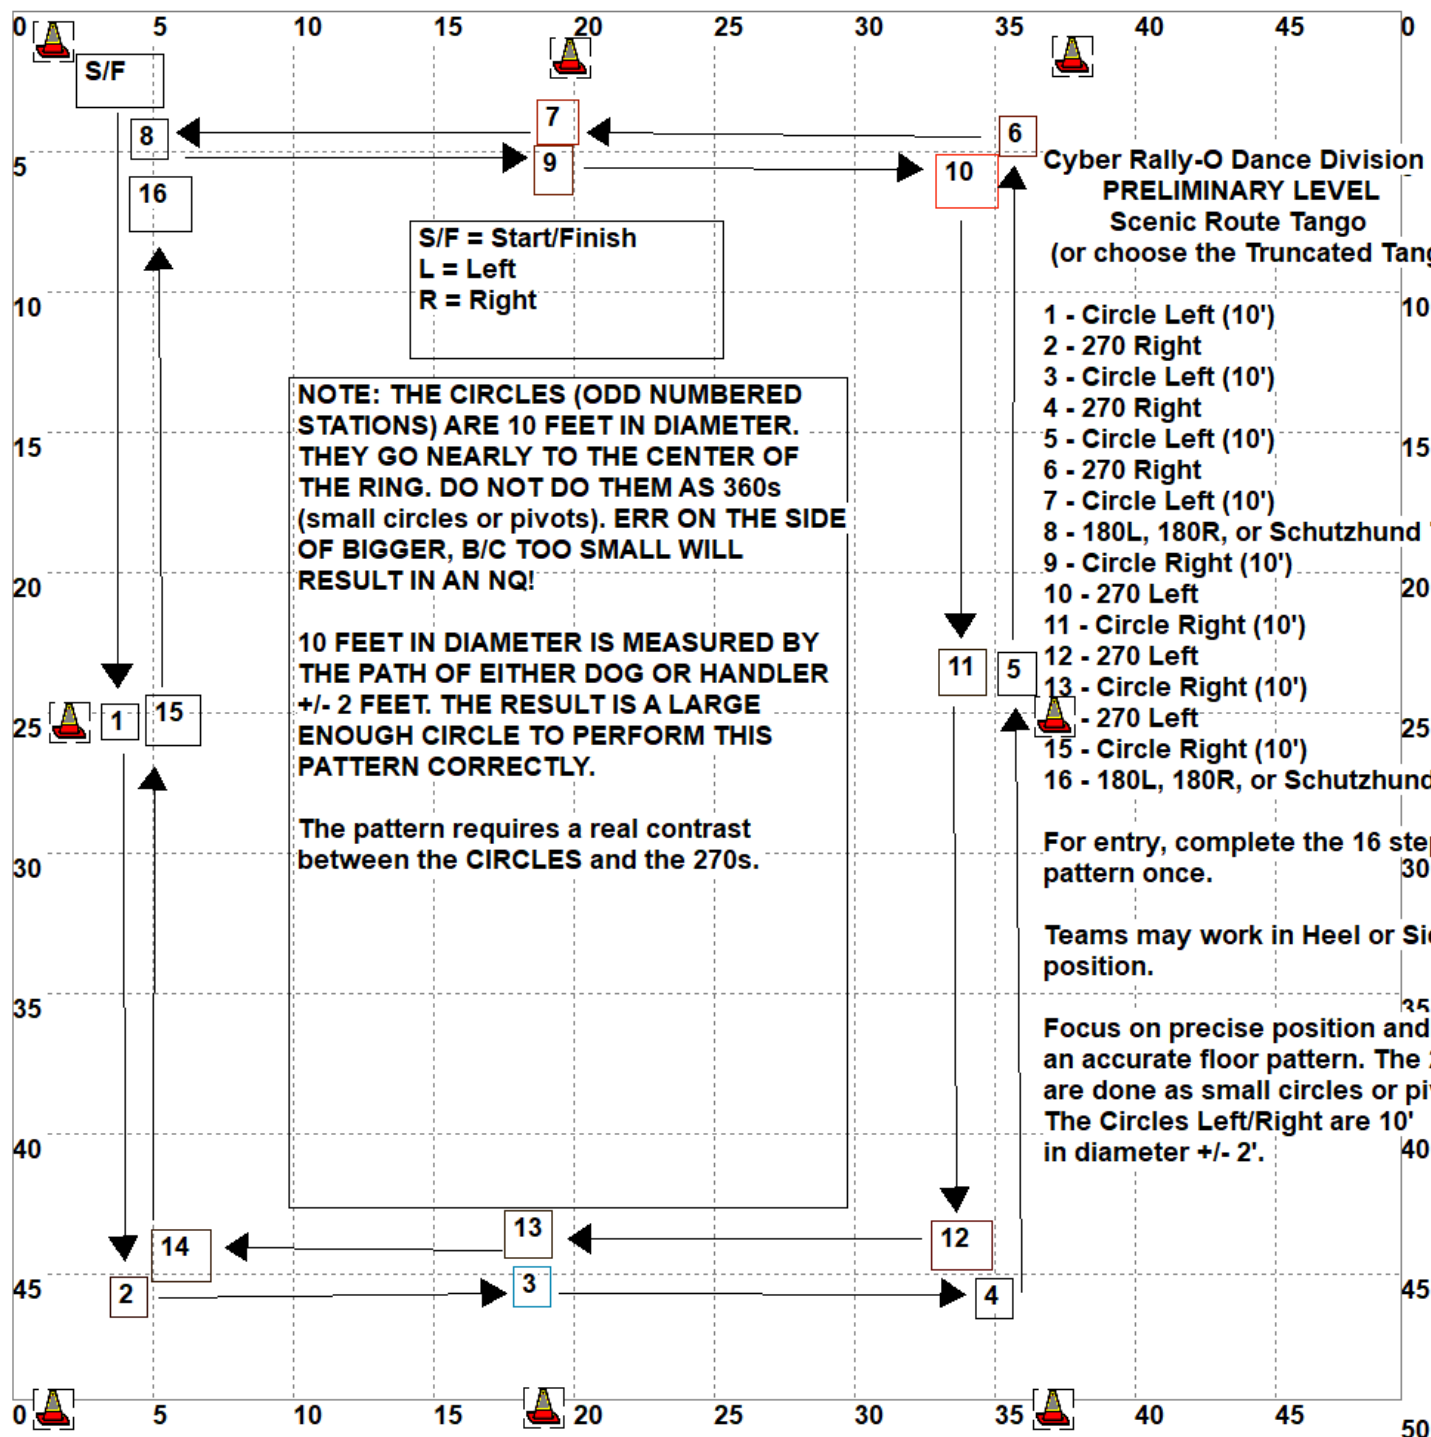 0 5 15 20 35 40 45 0
S/F
7
8
6
9
5
10
16
Cyber Rally-O Dance Division
PRELIMINARY LEVEL
Scenic Route Tango
(or choose the Truncated
S/F = Start/Finish
L = Left
R = Right
10
10
15
15
20
20
25
25
30
30
35
35
40
40
45
45
NOTE: THE CIRCLES (ODD NUMBERED
STATIONS) ARE 10 FEET IN DIAMETER.
THEY GO NEARLY TO THE CENTER OF
THE RING. DO NOT DO THEM AS 360s
(small circles or pivots). ERR ON THE SIDE
OF BIGGER, B/C TOO SMALL WILL
RESULT IN AN NQ!
10 FEET IN DIAMETER IS MEASURED BY
THE PATH OF EITHER DOG OR HANDLER
+/- 2 FEET. THE RESULT IS A LARGE
ENOUGH CIRCLE TO PERFORM THIS
PATTERN CORRECTLY.
The pattern requires a real contrast
between the CIRCLES and the 270s.
1 - Circle Left (10')
2 - 270 Right
3 - Circle Left (10')
4 - 270 Right
5 - Circle Left (10')
6 - 270 Right
7 - Circle Left (10')
8 - 180L, 180R, or Schutzhund
9 - Circle Right (10')
10 - 270 Left
11 - Circle Right (10')
12 - 270 Left
13 - Circle Right (10')
- 270 Left
15 - Circle Right (10')
16 - 180L, 180R, or Schutzhund
For entry, complete the 16
pattern once.
Teams may work in Heel or
position.
Focus on precise position and
an accurate floor pattern. The
are done as small circles or
The Circles Left/Right are 10'
in diameter +/- 2'.
11
5
1
15
13
12
14
3
2
4
0 5 10 15 20 25 30 35 40 45 50